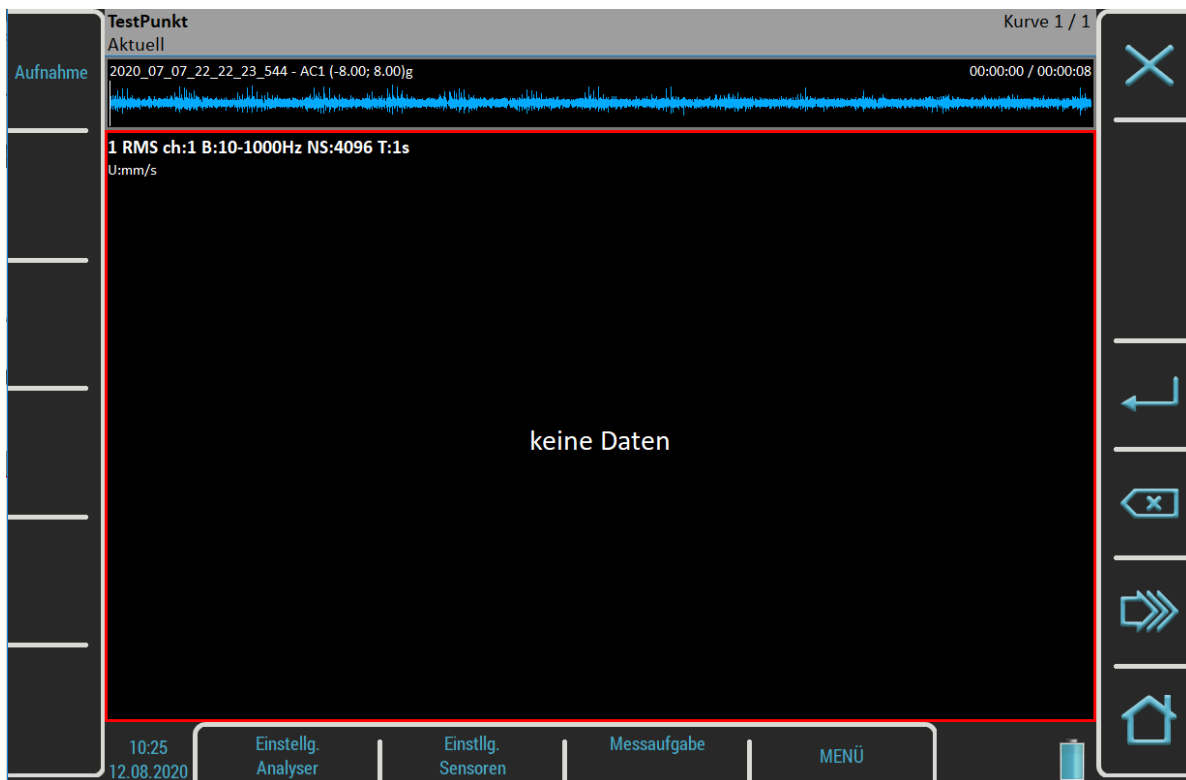 TestPunkt
Kurve 1 / 1
Aktuell
Aufnahme
2020_07_07_22_22_23_544 - AC1 (-8.00; 8.00)g
00:00:00 / 00:00:08
1 RMS ch:1 B:10-1000Hz NS:4096 T:1s
U:mm/s
keine Daten
10:25
12.08.2020
Einstellg.
Analyser
Einstllg.
Sensoren
Messaufgabe
MENÜ